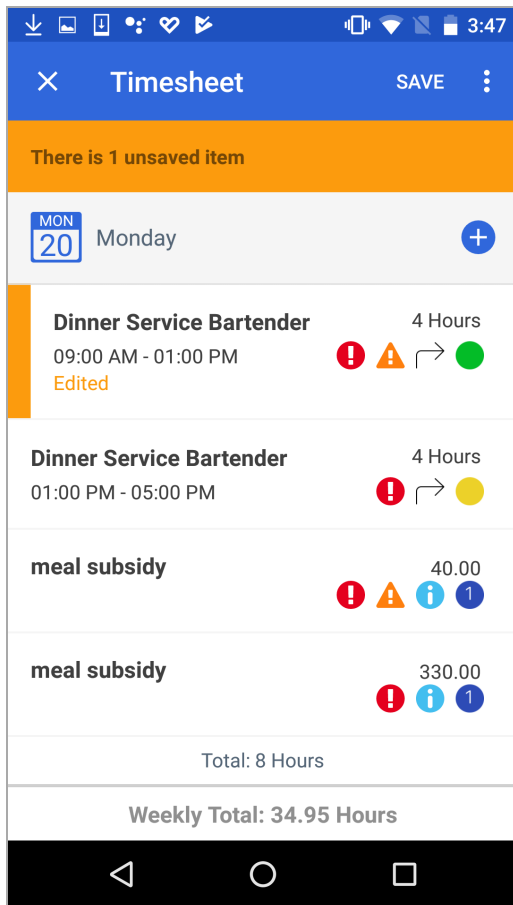 3:47
Timesheet SAVE
There is 1 unsaved item
MON
20 Monday
Dinner Service Bartender 4 Hours
09:00 AM - 01:00 PM
Edited
Dinner Service Bartender 4 Hours
01:00 PM - 05:00 PM
meal subsidy 40.00
1
meal subsidy 330.00
1
Total: 8 Hours
Weekly Total: 34.95 Hours